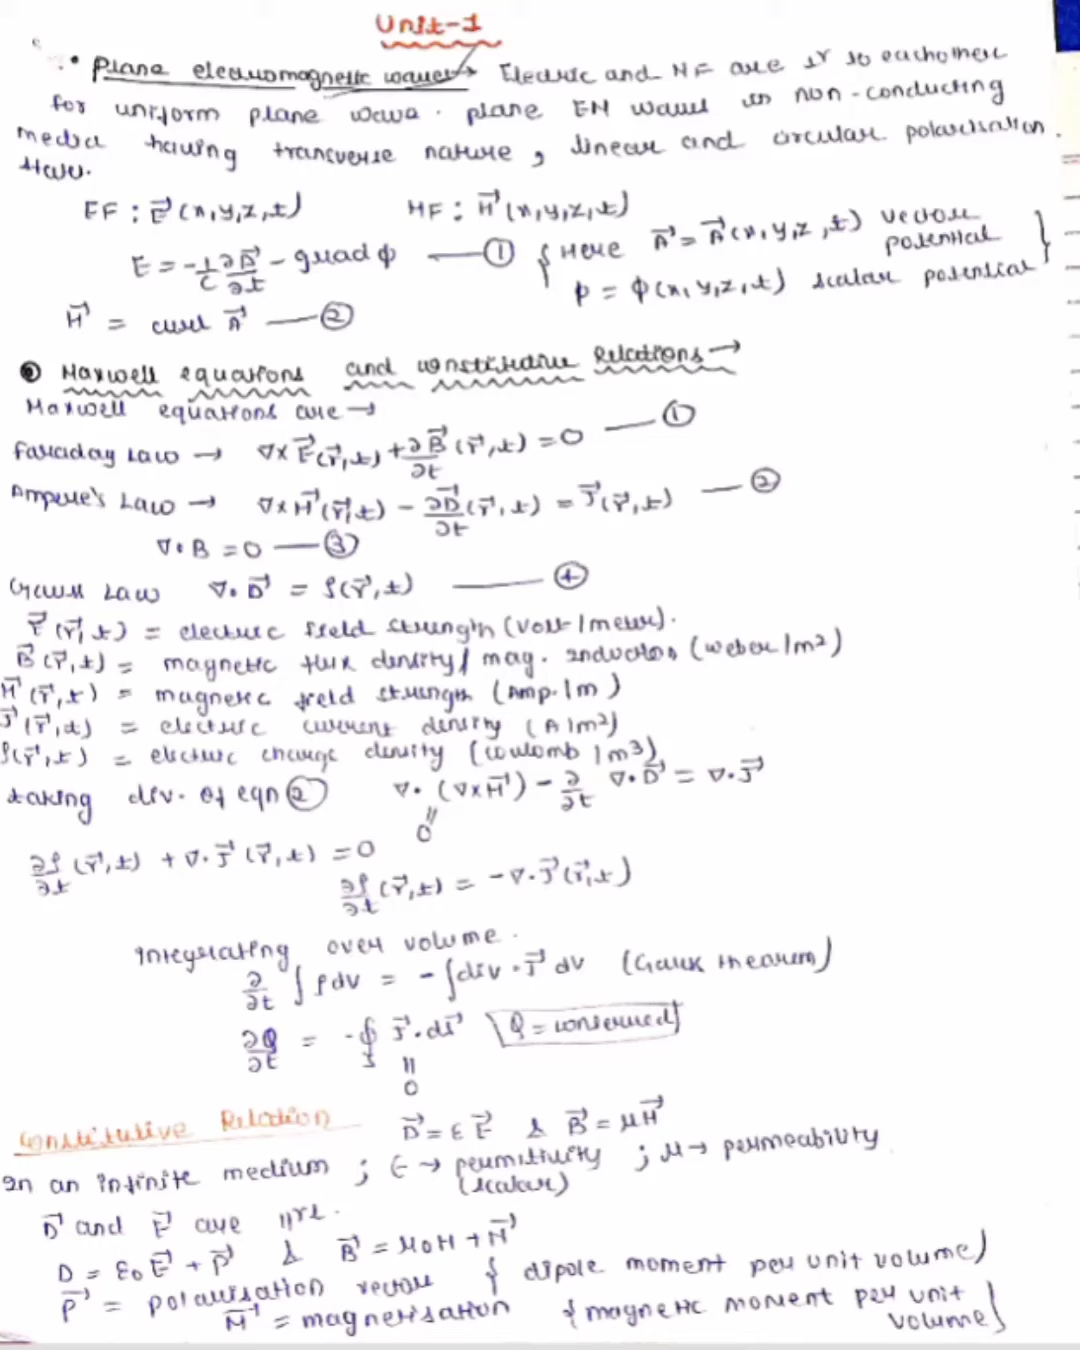 Unit-1
• Plane electromagnetic waves → Electric and MF are ⊥r to eachother
for uniform plane wave. plane EM waves in non-conducting
media having transverse nature, linear and circular polarisation
states.
EF : E⃗ (x,y,z,t) MF : H⃗ (x,y,z,t)
E = -1/c ∂A⃗/∂t - grad ϕ —— ① { Here A⃗ = A⃗(x,y,z,t) vector potential
ϕ = ϕ(x,y,z,t) scalar potential }
H⃗ = curl A⃗ —— ②
Maxwell equations and constitutive Relations →
Maxwell equations are →
Faraday Law → ∇× E⃗(r⃗,t) + ∂B⃗/∂t (r⃗,t) = 0 —— ①
Ampere's Law → ∇×H⃗(r⃗,t) - ∂D⃗/∂t (r⃗,t) = J⃗(r⃗,t) —— ②
∇.B = 0 —— ③
Gauss Law ∇. D⃗ = ρ(r⃗,t) —— ④
E⃗(r⃗,t) = electric field strength (volt/meter).
B⃗(r⃗,t) = magnetic flux density/ mag. induction (weber/m²)
H⃗(r⃗,t) = magnetic field strength (Amp./m)
J⃗(r⃗,t) = electric current density (A/m²)
ρ(r⃗,t) = electric charge density (coulomb/m³)
taking div. of eqn ② ∇. (∇×H⃗) - ∂/∂t ∇.D⃗ = ∇.J⃗
||
0
∂ρ/∂t (r⃗,t) + ∇.J⃗(r⃗,t) = 0
∂ρ/∂t (r⃗,t) = -∇.J⃗(r⃗,t)
Integrating over volume.
∂/∂t ∫ρdv = -∫div.J⃗ dv (Gauss thearem)
∂Q/∂t = -∮s J⃗.ds⃗ Q = conserved
||
0
Constitutive Relation D⃗ = ε E⃗ & B⃗ = μH⃗
In an infinite medium ; ε → permittivity ; μ → permeability
(scalar)
D⃗ and E⃗ are ||rl.
D = ε₀E⃗ + P⃗ & B⃗ = μ₀H + M⃗
P⃗ = polarisation vector { dipole moment per unit volume}
M⃗ = magnetisation {magnetic moment per unit
volume}